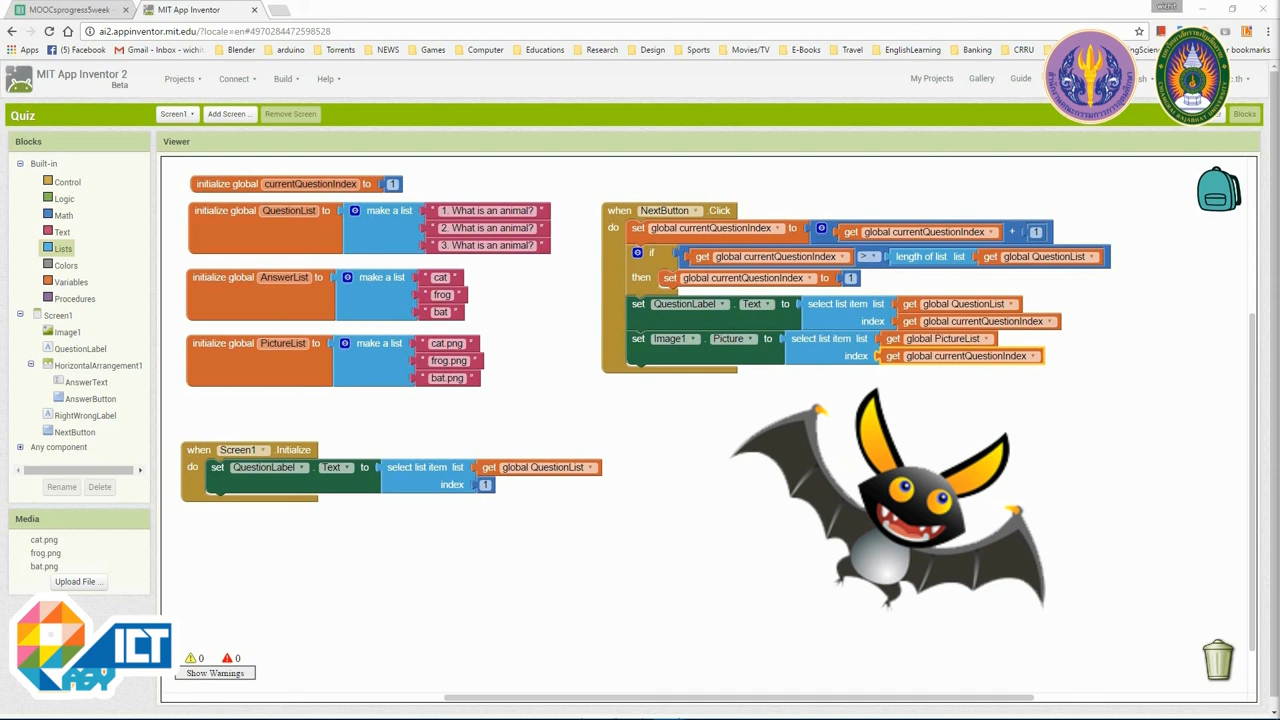 MOOCsprogress5week
MIT App Inventor
wichit
ai2.appinventor.mit.edu/?locale=en#4970284472598528
Apps (5) Facebook Gmail - Inbox - wichit Blender arduino Torrents NEWS Games Computer Educations Research Design Sports Movies/TV E-Books Travel EnglishLearning Banking CRRU bookmarks
MIT App Inventor 2
Beta
Projects Connect Build Help My Projects Gallery Guide
Quiz
Screen1 Add Screen ... Remove Screen Blocks
Blocks
Viewer
Built-in
Control
Logic
Math
Text
Lists
Colors
Variables
Procedures
Screen1
Image1
QuestionLabel
HorizontalArrangement1
AnswerText
AnswerButton
RightWrongLabel
NextButton
Any component
Rename Delete
Media
cat.png
frog.png
bat.png
Upload File ...
ICT
initialize global currentQuestionIndex to 1
initialize global QuestionList to make a list " 1. What is an animal? "
" 2. What is an animal? "
" 3. What is an animal? "
initialize global AnswerList to make a list " cat "
" frog "
" bat "
initialize global PictureList to make a list " cat.png "
" frog.png "
" bat.png "
when Screen1 .Initialize
do set QuestionLabel . Text to select list item list get global QuestionList
index 1
when NextButton .Click
do set global currentQuestionIndex to get global currentQuestionIndex + 1
if get global currentQuestionIndex > length of list list get global QuestionList
then set global currentQuestionIndex to 1
set QuestionLabel . Text to select list item list get global QuestionList
index get global currentQuestionIndex
set Image1 . Picture to select list item list get global PictureList
index get global currentQuestionIndex
0 0
Show Warnings